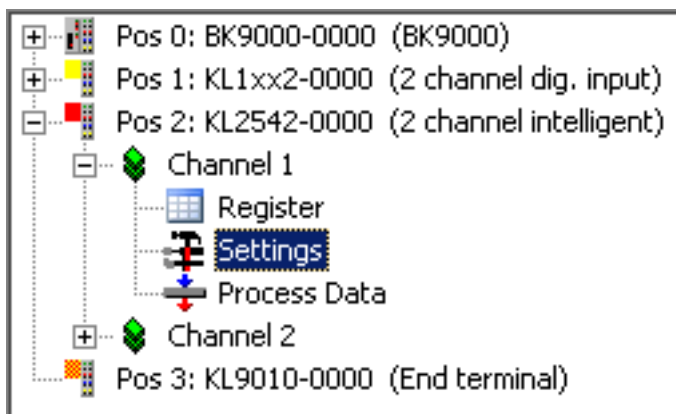 Pos 0: BK9000-0000 (BK9000)
Pos 1: KL1xx2-0000 (2 channel dig. input)
Pos 2: KL2542-0000 (2 channel intelligent)
Channel 1
Register
Settings
Process Data
Channel 2
Pos 3: KL9010-0000 (End terminal)